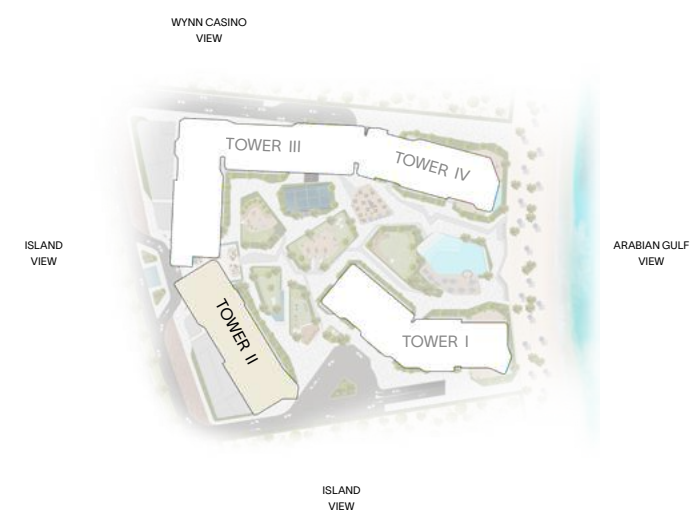 WYNN CASINO
VIEW
TOWER III
TOWER IV
ISLAND
VIEW
ARABIAN GULF
VIEW
TOWER II
TOWER I
ISLAND
VIEW